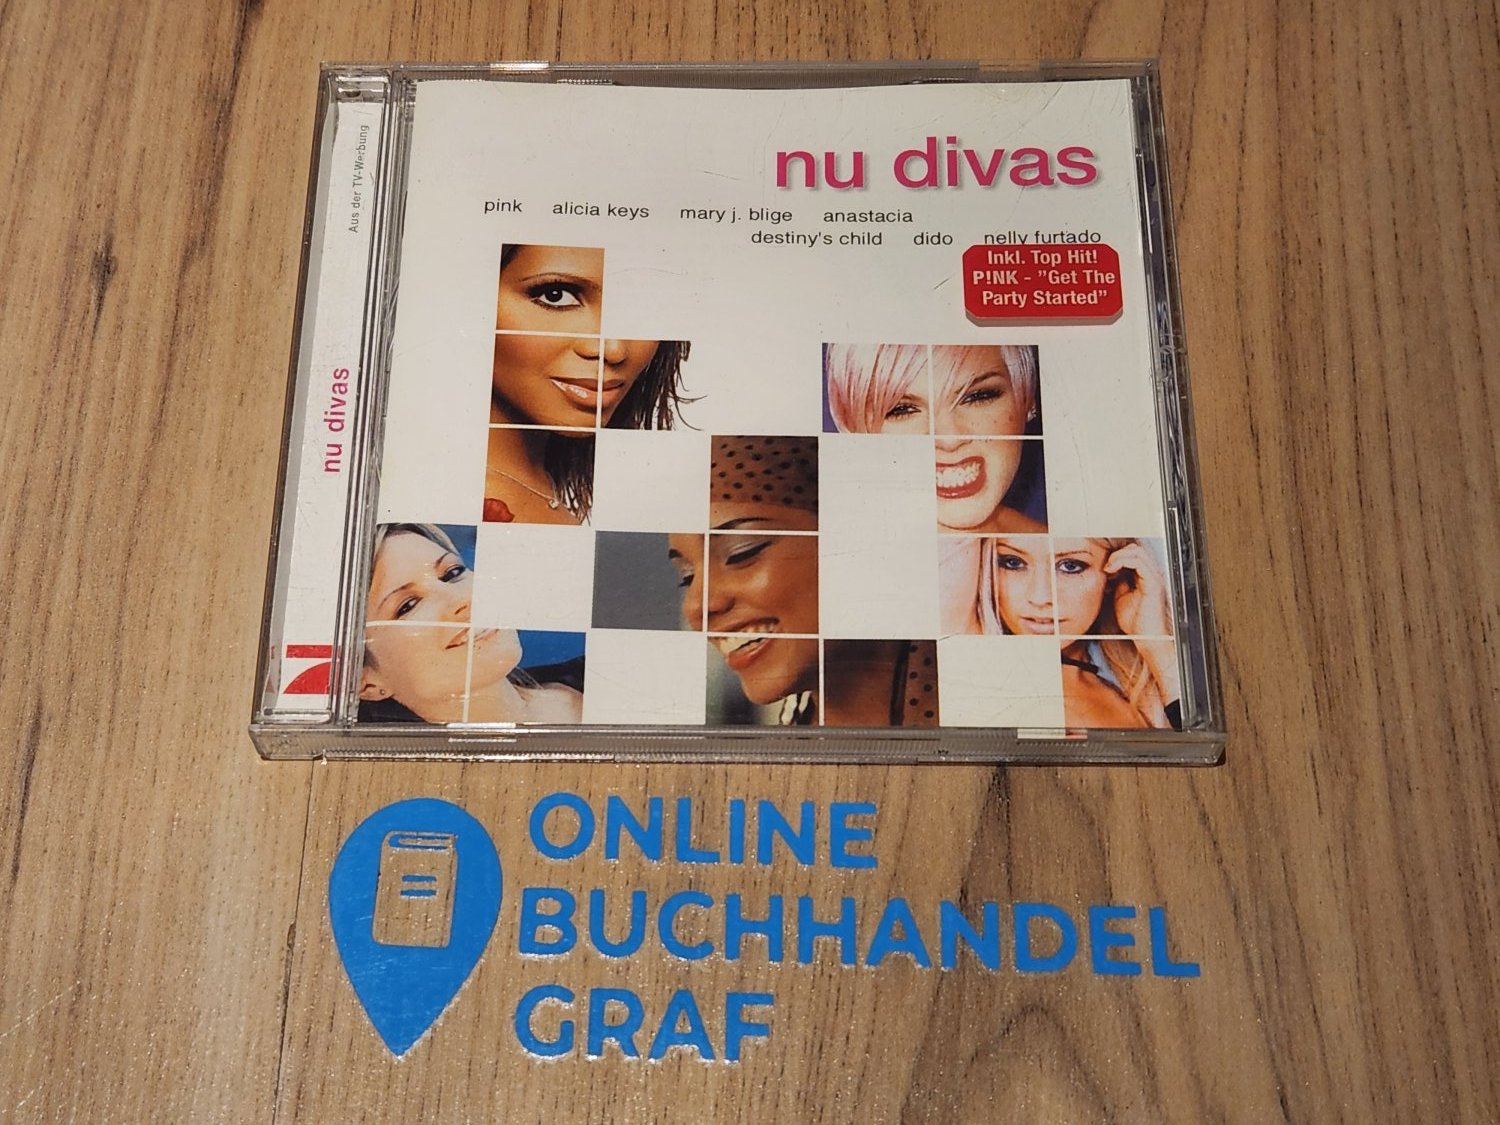 nu divas
pink alicia keys mary j. blige anastacia
destiny's child dido nelly furtado
Inkl. Top Hit!
P!NK - "Get The
Party Started"
Aus der TV-Werbung
nu divas
ONLINE
BUCHHANDEL
GRAF